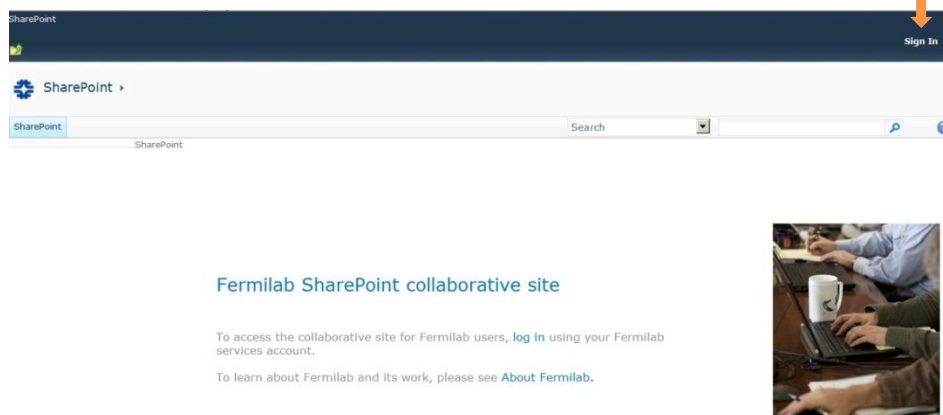 SharePoint
Sign In
SharePoint
SharePoint
Search
SharePoint
Fermilab SharePoint collaborative site
To access the collaborative site for Fermilab users, log in using your Fermilab
services account.
To learn about Fermilab and its work, please see About Fermilab.